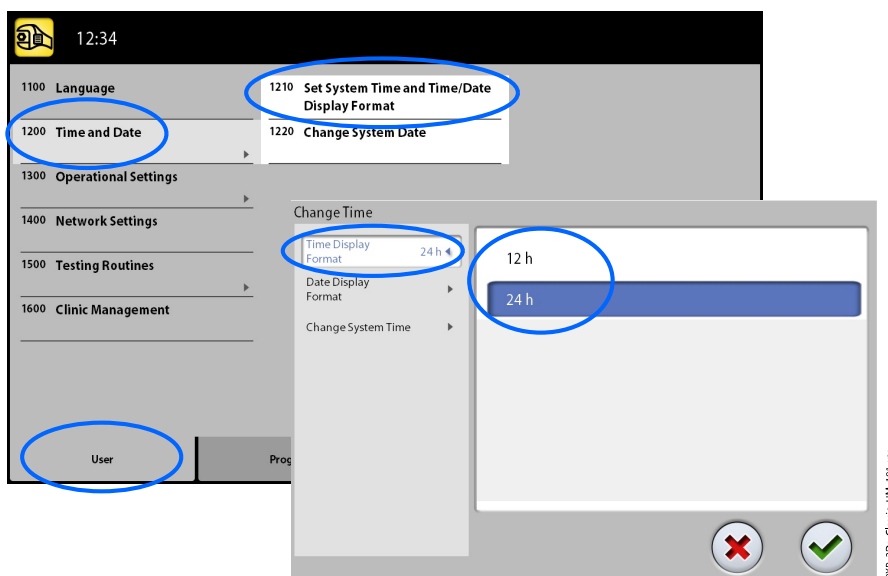 12:34
1100 Language
1200 Time and Date
1300 Operational Settings
1400 Network Settings
1500 Testing Routines
1600 Clinic Management
1210 Set System Time and Time/Date
Display Format
1220 Change System Date
User
Prog
Change Time
Time Display
Format
24 h
Date Display
Format
Change System Time
12 h
24 h